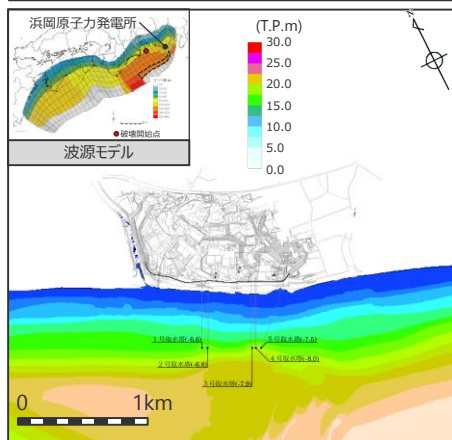 浜岡原子力発電所
●破壊開始点
波源モデル
(T.P.m)
30.0
25.0
20.0
15.0
10.0
5.0
0.0
1号取水塔(-6.6)
5号取水塔(-7.5)
2号取水塔(-6.8)
4号取水塔(-8.0)
3号取水塔(-7.9)
0 1km